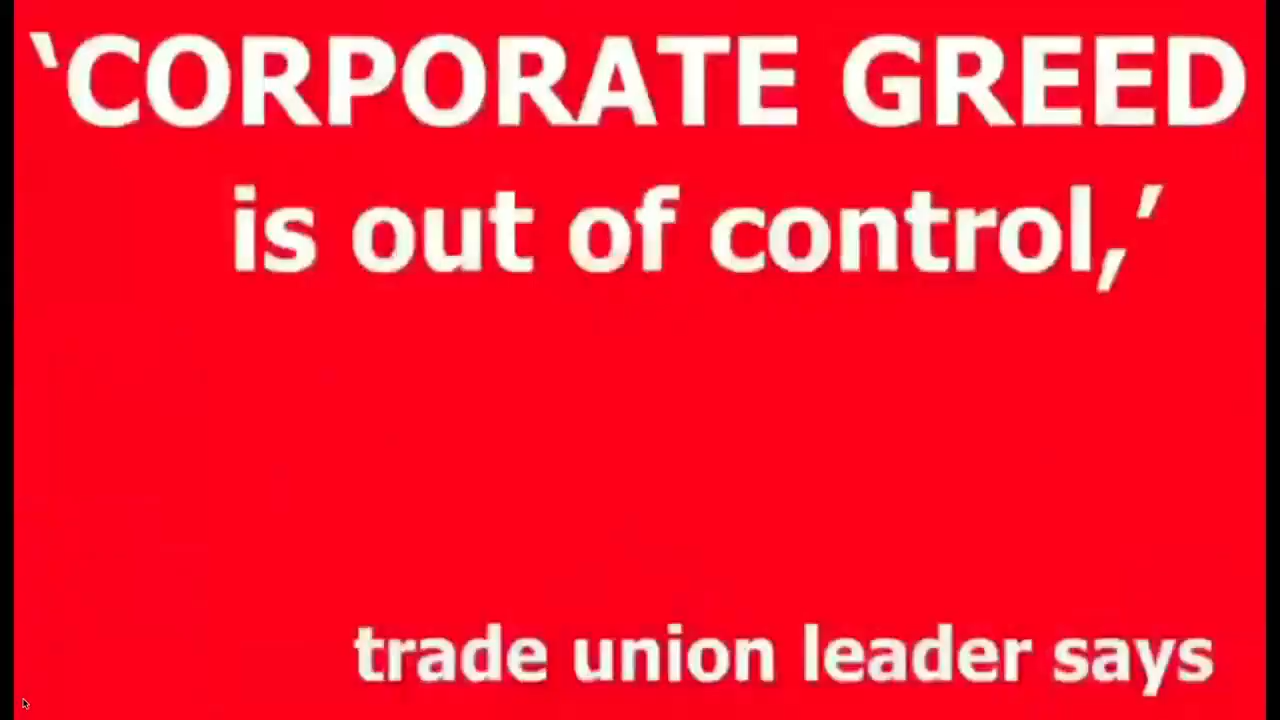 ‘CORPORATE GREED
is out of control,’
trade union leader says